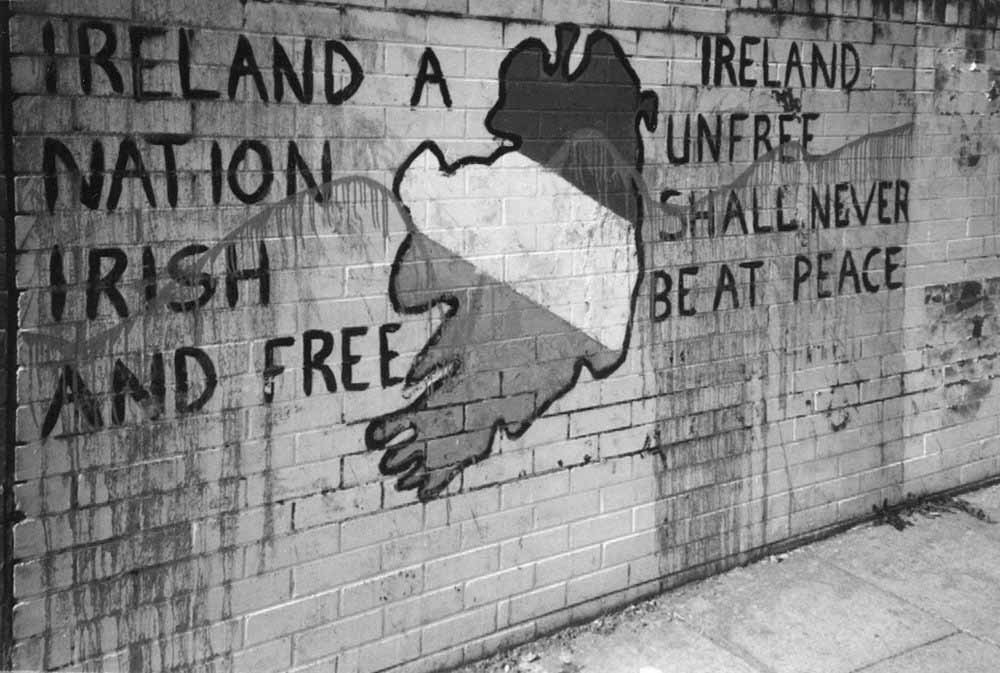 IRELAND A
NATION
IRISH
AND FREE
IRELAND
UNFREE
SHALL NEVER
BE AT PEACE